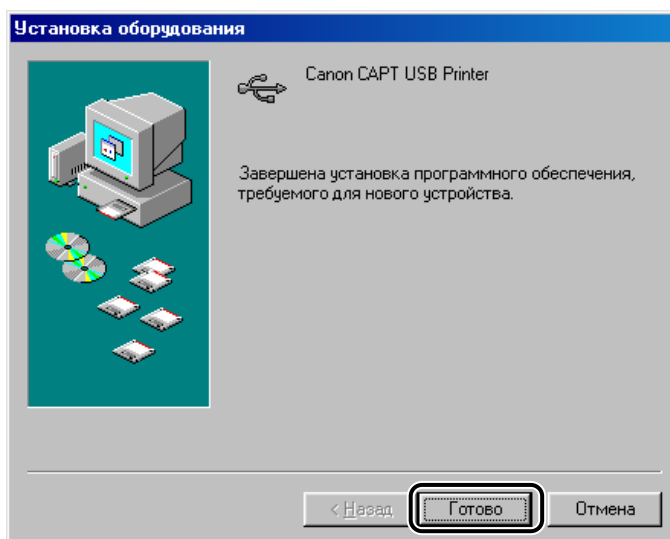 Установка оборудования
Canon CAPT USB Printer
Завершена установка программного обеспечения,
требуемого для нового устройства.
< Назад
Готово
Отмена